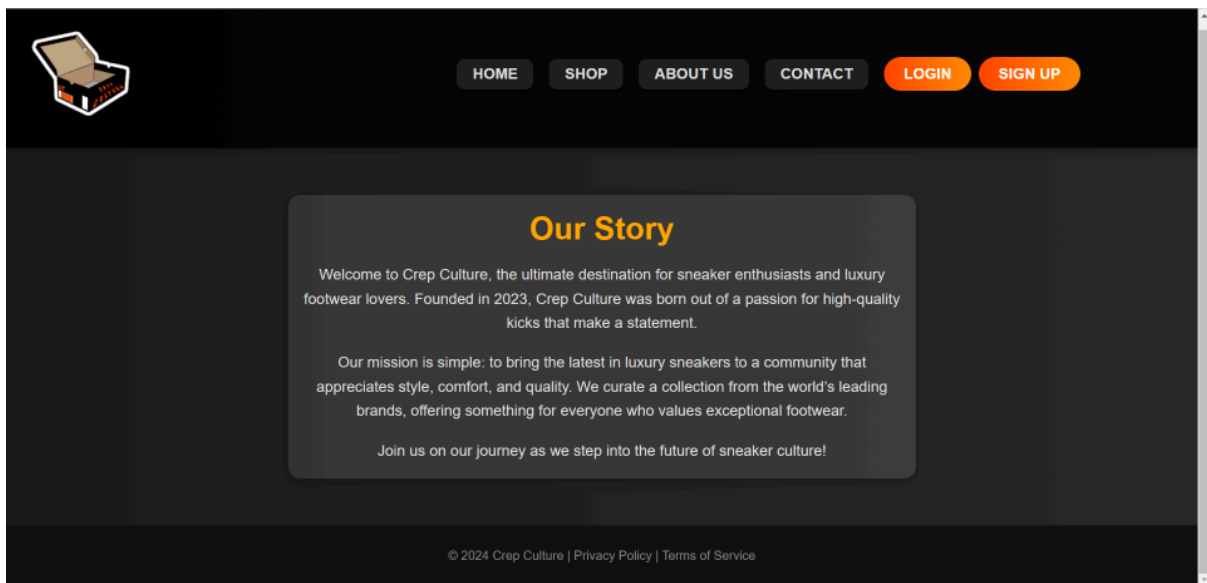 HOME SHOP ABOUT US CONTACT LOGIN SIGN UP
Our Story
Welcome to Crep Culture, the ultimate destination for sneaker enthusiasts and luxury
footwear lovers. Founded in 2023, Crep Culture was born out of a passion for high-quality
kicks that make a statement.
Our mission is simple: to bring the latest in luxury sneakers to a community that
appreciates style, comfort, and quality. We curate a collection from the world's leading
brands, offering something for everyone who values exceptional footwear.
Join us on our journey as we step into the future of sneaker culture!
© 2024 Crep Culture | Privacy Policy | Terms of Service